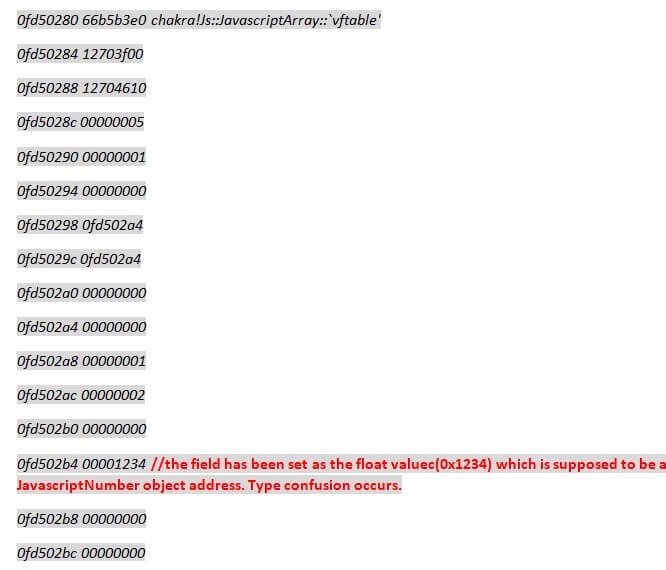 0fd50280 66b5b3e0 chakra!Js::JavascriptArray::`vftable'
0fd50284 12703f00
0fd50288 12704610
0fd5028c 00000005
0fd50290 00000001
0fd50294 00000000
0fd50298 0fd502a4
0fd5029c 0fd502a4
0fd502a0 00000000
0fd502a4 00000000
0fd502a8 00000001
0fd502ac 00000002
0fd502b0 00000000
0fd502b4 00001234 //the field has been set as the float valuec(0x1234) which is supposed to be a
JavascriptNumber object address. Type confusion occurs.
0fd502b8 00000000
0fd502bc 00000000